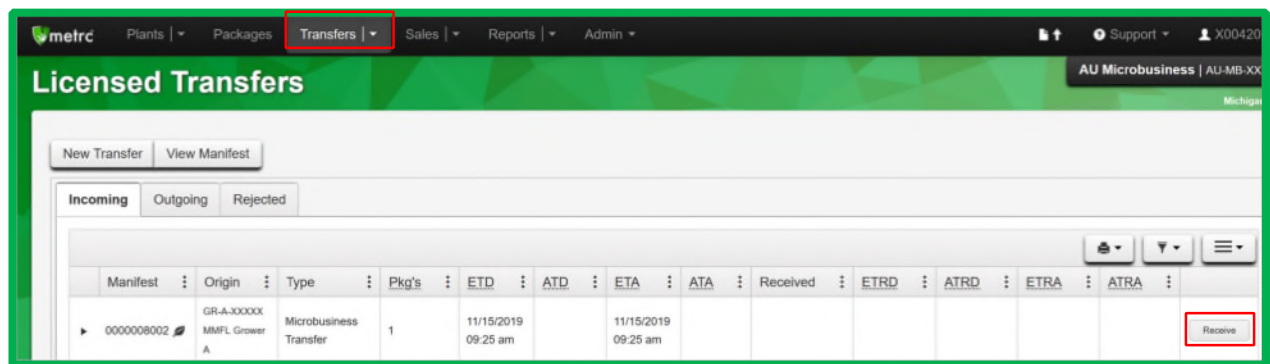 metrc Plants Packages Transfers Sales Reports Admin Support X00420
Licensed Transfers
AU Microbusiness | AU-MB-XX
Michigan
New Transfer View Manifest
Incoming Outgoing Rejected
Manifest Origin Type Pkg's ETD ATD ETA ATA Received ETRD ATRD ETRA ATRA
0000008002 GR-A-XXXXX MMFL Grower A Microbusiness Transfer 1 11/15/2019 09:25 am 11/15/2019 09:25 am Receive